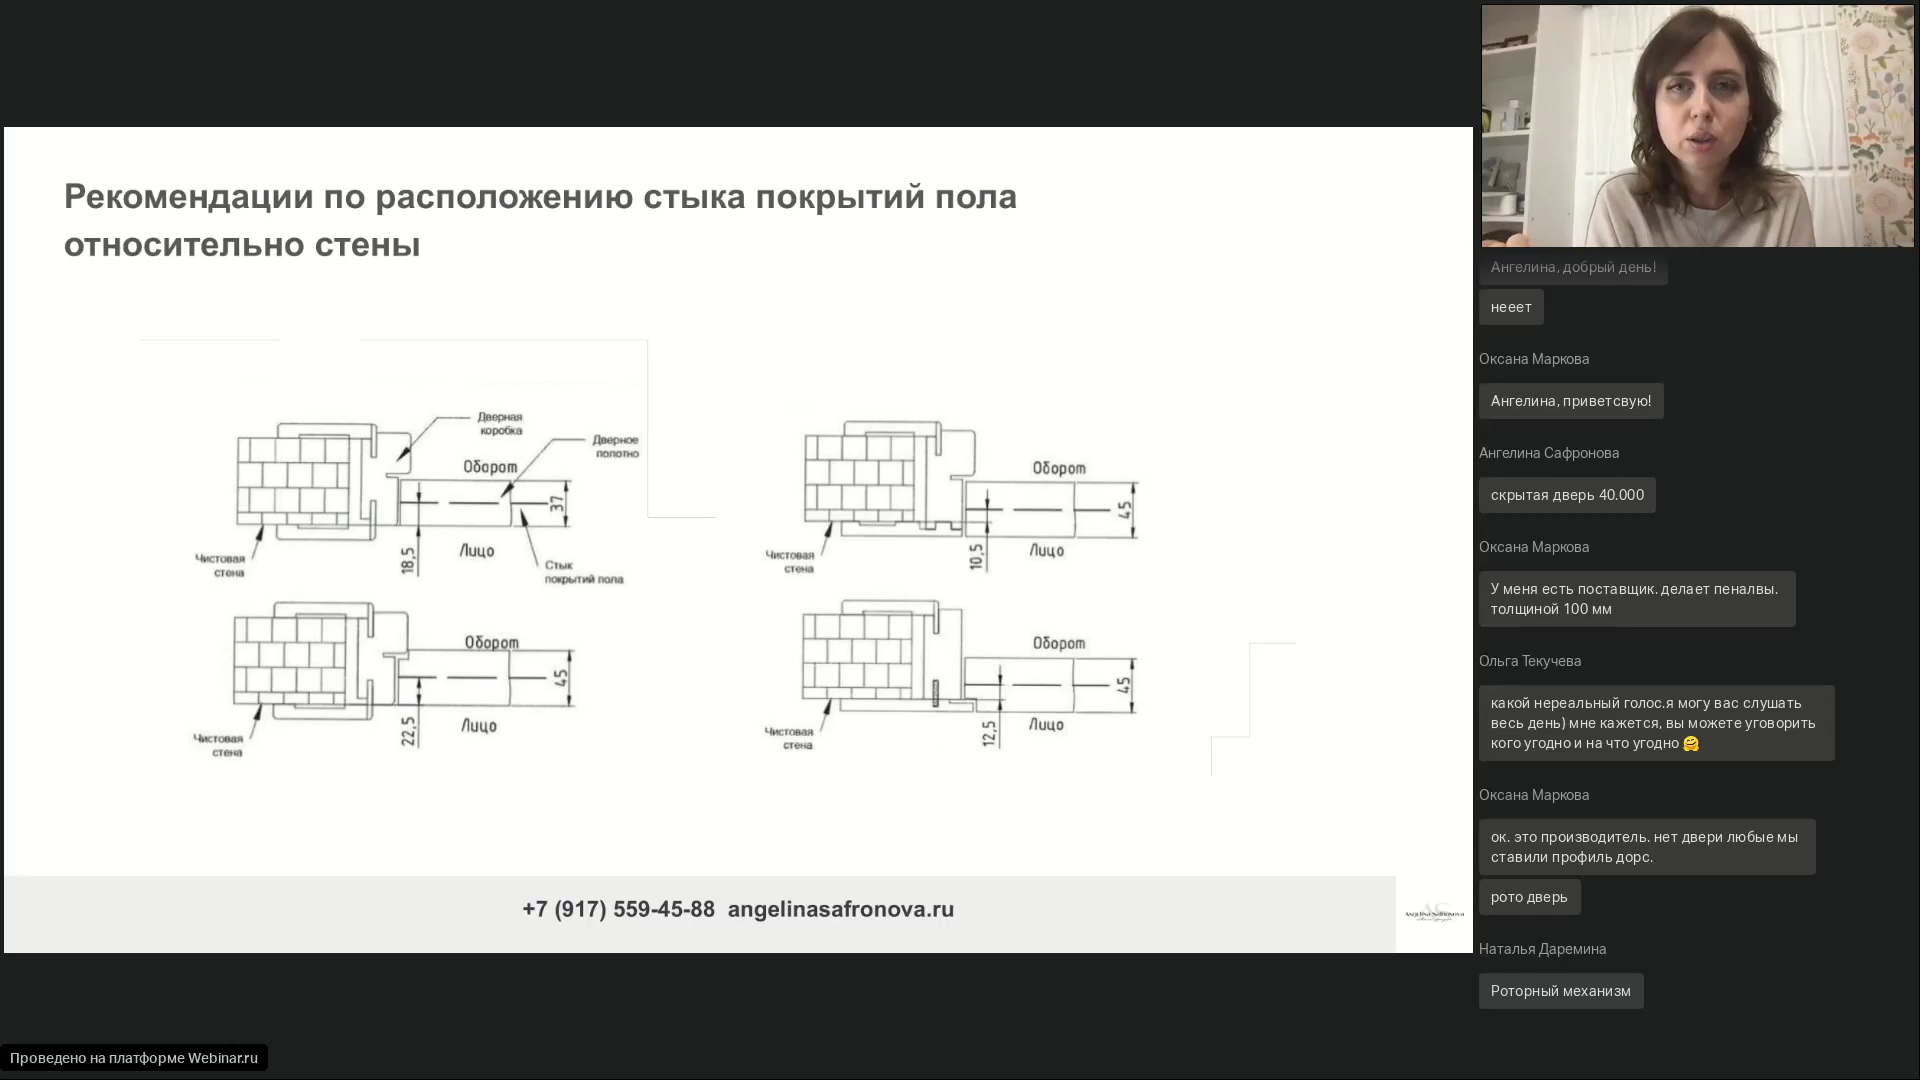 Рекомендации по расположению стыка покрытий пола
относительно стены
Дверная
коробка
Дверное
полотно
Оборот
37
Чистовая
стена
18,5
Лицо
Стык
покрытий пола
Оборот
45
Чистовая
стена
10,5
Лицо
Оборот
45
Чистовая
стена
22,5
Лицо
Оборот
45
Чистовая
стена
12,5
Лицо
+7 (917) 559-45-88 angelinasafronova.ru
Angelina Safronova
Ангелина, добрый день!
нееет
Оксана Маркова
Ангелина, приветсвую!
Ангелина Сафронова
скрытая дверь 40.000
Оксана Маркова
У меня есть поставщик. делает пеналвы.
толщиной 100 мм
Ольга Текучева
какой нереальный голос.я могу вас слушать
весь день) мне кажется, вы можете уговорить
кого угодно и на что угодно 🤗
Оксана Маркова
ок. это производитель. нет двери любые мы
ставили профиль дорс.
рото дверь
Наталья Даремина
Роторный механизм
Проведено на платформе Webinar.ru